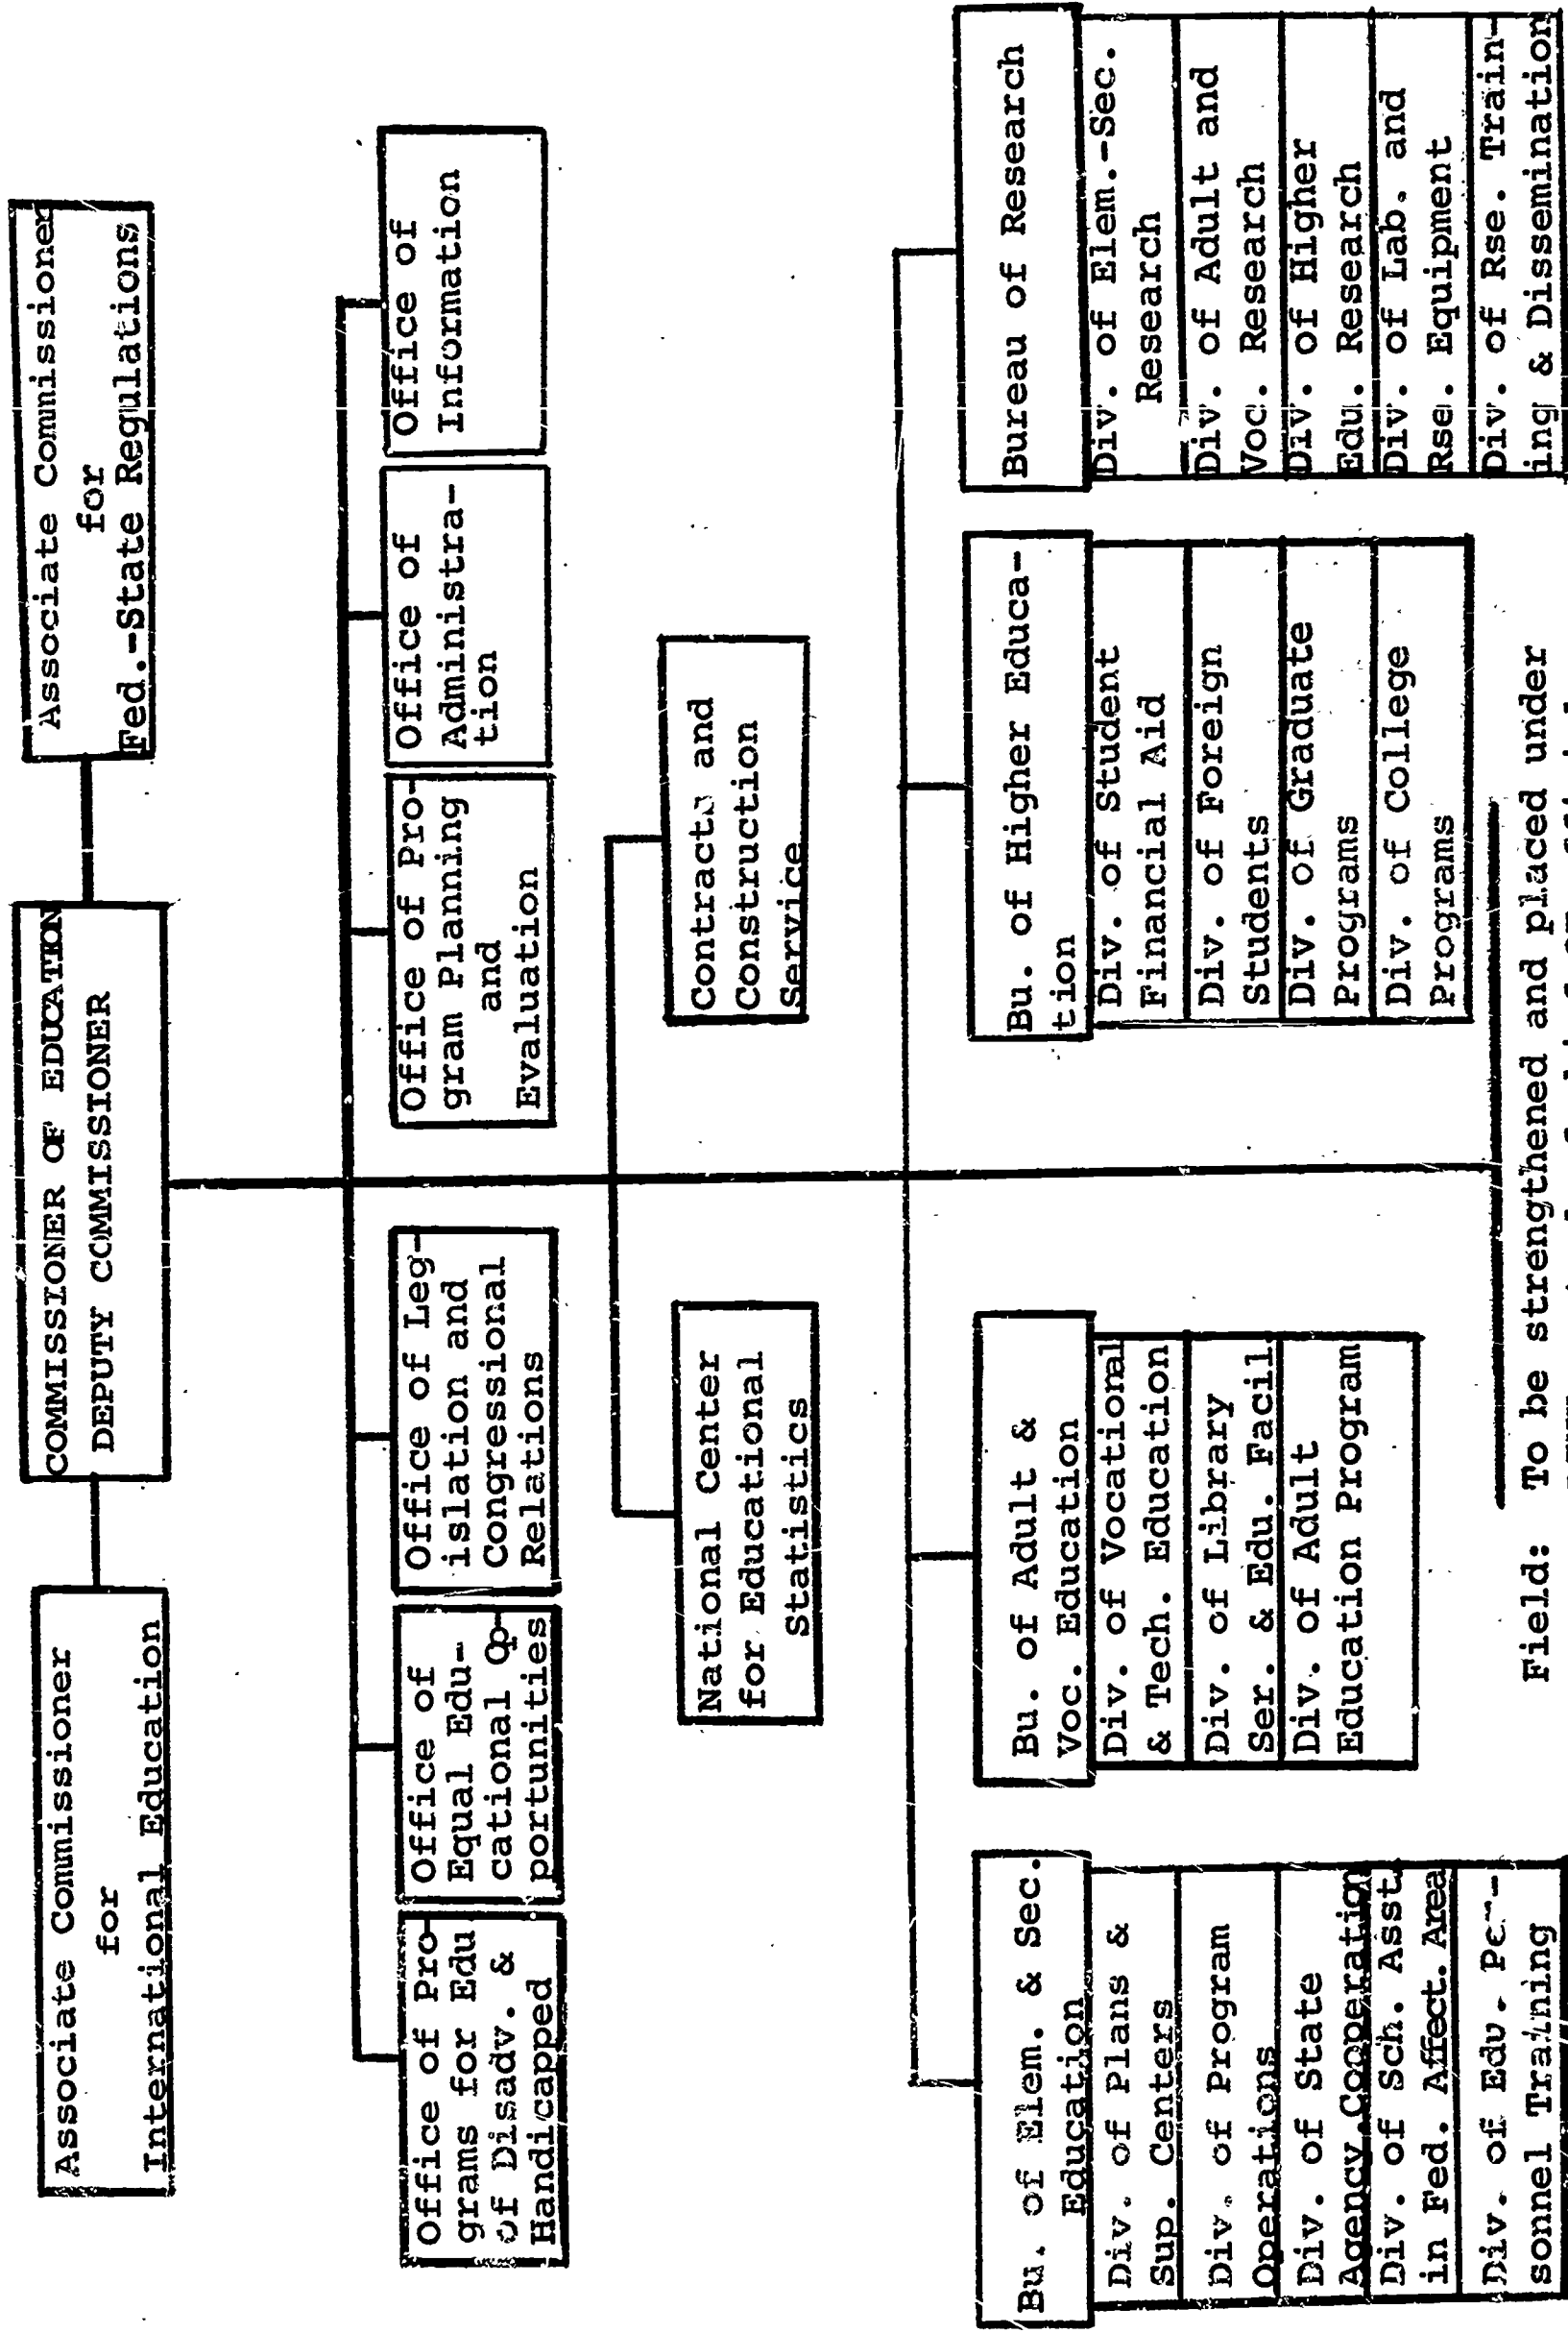 Associate Commissioner
for
International Education
COMMISSIONER OF EDUCATION
DEPUTY COMMISSIONER
Associate Commissioner
for
Fed.-State Regulations
Office of Pro-
grams for Edu
of Disadv. &
Handicapped
Office of
Equal Edu-
cational Op-
portunities
Office of Leg-
islation and
Congressional
Relations
Office of Pro-
gram Planning
and
Evaluation
Office of
Administra-
tion
Office of
Information
National Center
for Educational
Statistics
Contracts and
Construction
Service
Bu. of Elem. & Sec.
Education
Div. of Plans &
Sup. Centers
Div. of Program
Operations
Div. of State
Agency Cooperation
Div. of Sch. Asst.
in Fed. Affect. Area
Div. of Edu. Per-
sonnel Training
Bu. of Adult &
Voc. Education
Div. of Vocational
& Tech. Education
Div. of Library
Ser. & Edu. Facil.
Div. of Adult
Education Program
Bu. of Higher Educa-
tion
Div. of Student
Financial Aid
Div. of Foreign
Students
Div. of Graduate
Programs
Div. of College
Programs
Bureau of Research
Div. of Elem.-Sec.
Research
Div. of Adult and
Voc. Research
Div. of Higher
Edu. Research
Div. of Lab. and
Rse. Equipment
Div. of Rse. Train-
ing & Dissemination
Field: To be strengthened and placed under